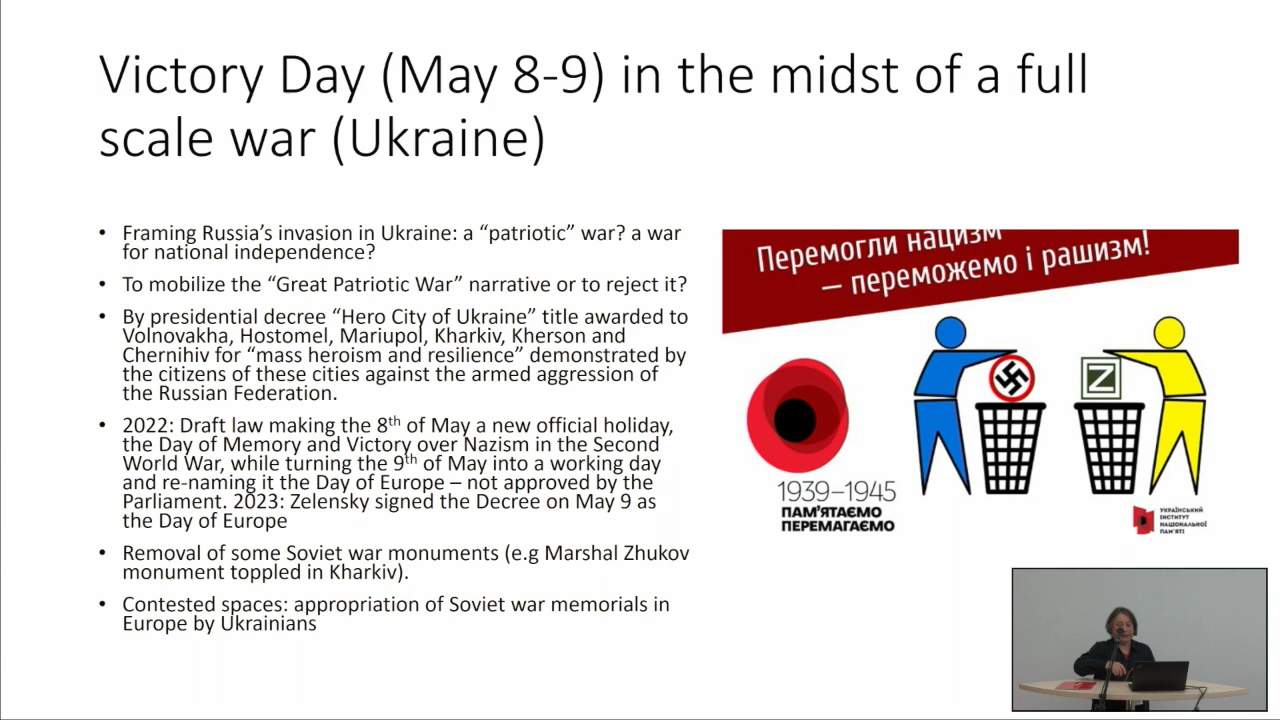 Victory Day (May 8-9) in the midst of a full
scale war (Ukraine)
• Framing Russia’s invasion in Ukraine: a “patriotic” war? a war
for national independence?
• To mobilize the “Great Patriotic War” narrative or to reject it?
• By presidential decree “Hero City of Ukraine” title awarded to
Volnovakha, Hostomel, Mariupol, Kharkiv, Kherson and
Chernihiv for “mass heroism and resilience” demonstrated by
the citizens of these cities against the armed aggression of
the Russian Federation.
• 2022: Draft law making the 8th of May a new official holiday,
the Day of Memory and Victory over Nazism in the Second
World War, while turning the 9th of May into a working day
and re-naming it the Day of Europe – not approved by the
Parliament. 2023: Zelensky signed the Decree on May 9 as
the Day of Europe
• Removal of some Soviet war monuments (e.g Marshal Zhukov
monument toppled in Kharkiv).
• Contested spaces: appropriation of Soviet war memorials in
Europe by Ukrainians
Перемогли нацизм
– переможемо і рашизм!
Z
1939–1945
ПАМ’ЯТАЄМО
ПЕРЕМАГАЄМО
УКРАЇНСЬКИЙ
ІНСТИТУТ
НАЦІОНАЛЬНОЇ
ПАМ’ЯТІ